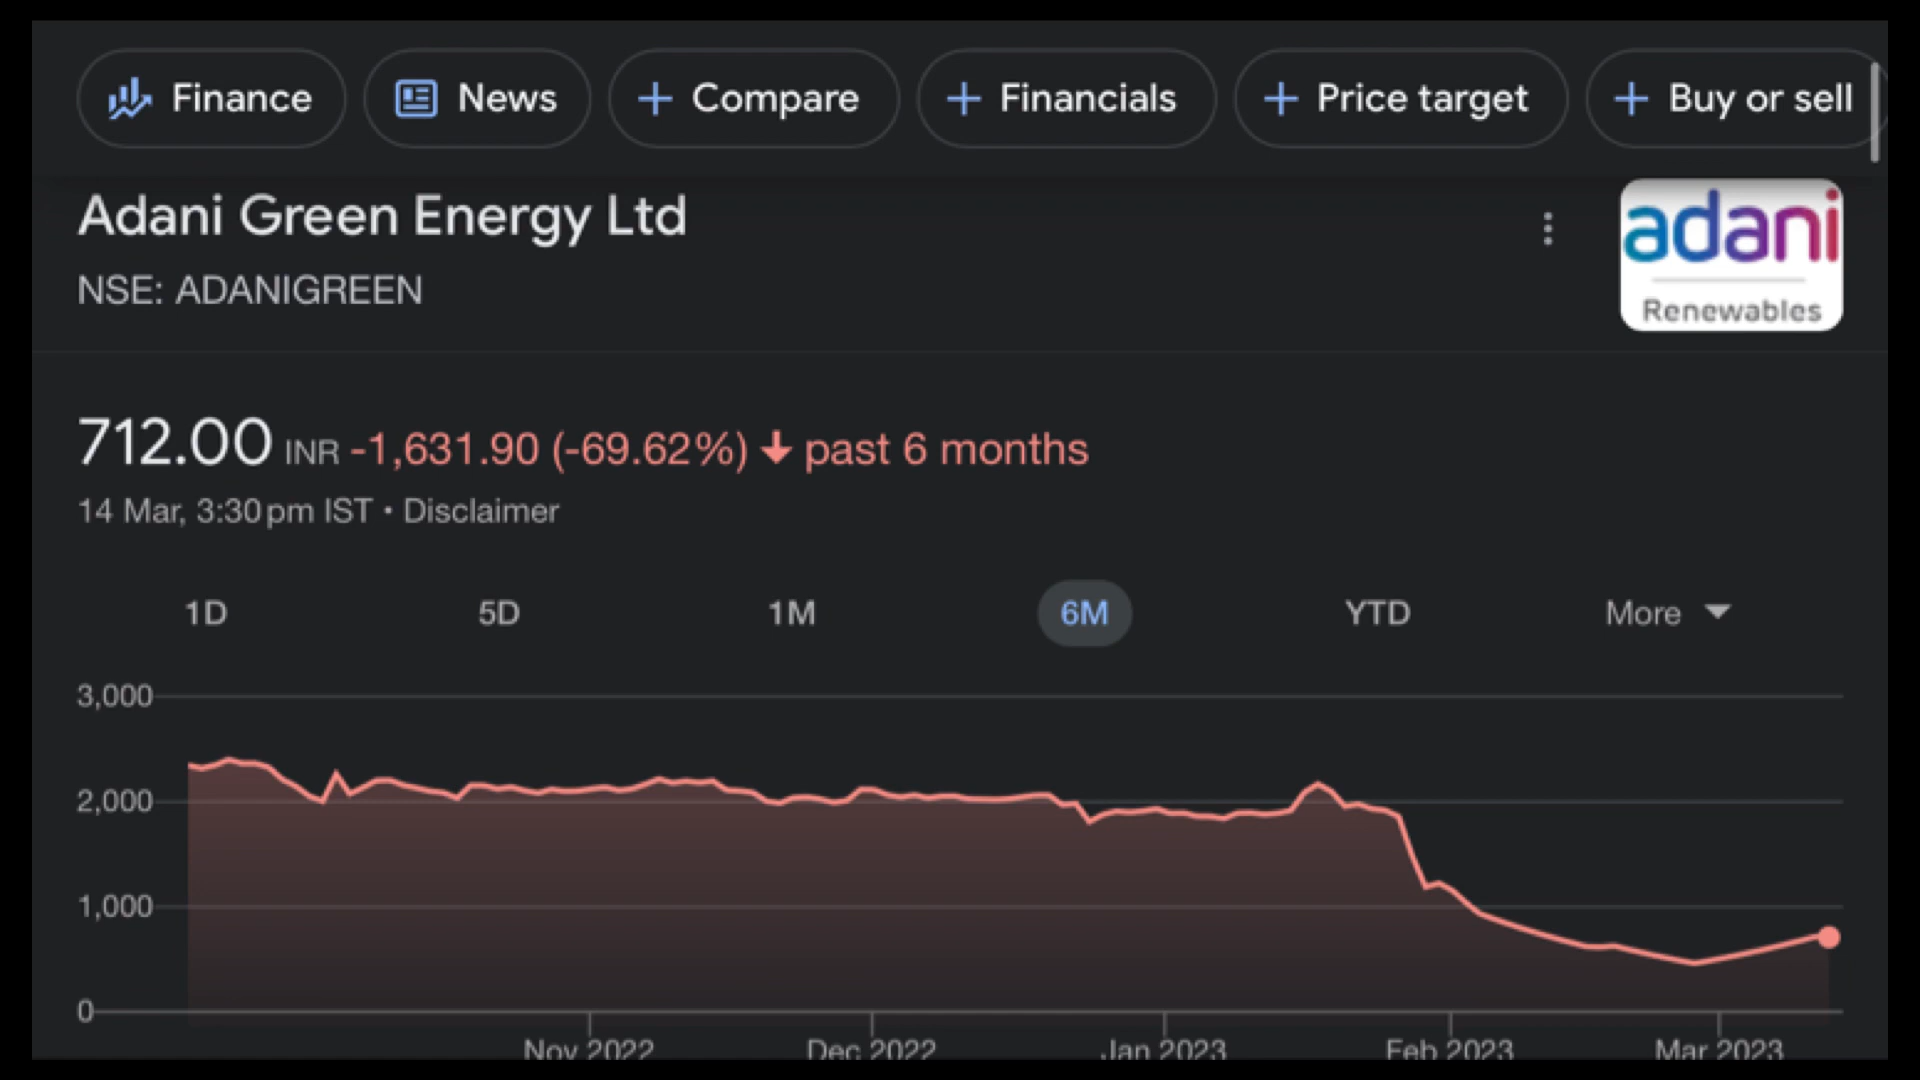 Finance News + Compare + Financials + Price target + Buy or sell
Adani Green Energy Ltd
NSE: ADANIGREEN
adani
Renewables
712.00 INR -1,631.90 (-69.62%) ↓ past 6 months
14 Mar, 3:30 pm IST • Disclaimer
1D 5D 1M 6M YTD More
3,000
2,000
1,000
0
Nov 2022 Dec 2022 Jan 2023 Feb 2023 Mar 2023